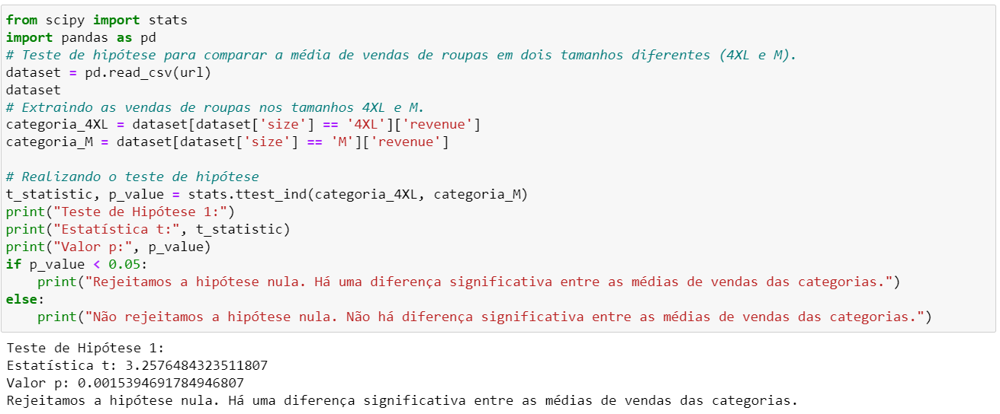 from scipy import stats
import pandas as pd
# Teste de hipótese para comparar a média de vendas de roupas em dois tamanhos diferentes (4XL e M).
dataset = pd.read_csv(url)
dataset
# Extraindo as vendas de roupas nos tamanhos 4XL e M.
categoria_4XL = dataset[dataset['size'] == '4XL']['revenue']
categoria_M = dataset[dataset['size'] == 'M']['revenue']

# Realizando o teste de hipótese
t_statistic, p_value = stats.ttest_ind(categoria_4XL, categoria_M)
print("Teste de Hipótese 1:")
print("Estatística t:", t_statistic)
print("Valor p:", p_value)
if p_value < 0.05:
    print("Rejeitamos a hipótese nula. Há uma diferença significativa entre as médias de vendas das categorias.")
else:
    print("Não rejeitamos a hipótese nula. Não há diferença significativa entre as médias de vendas das categorias.")
Teste de Hipótese 1:
Estatística t: 3.2576484323511807
Valor p: 0.0015394691784946807
Rejeitamos a hipótese nula. Há uma diferença significativa entre as médias de vendas das categorias.